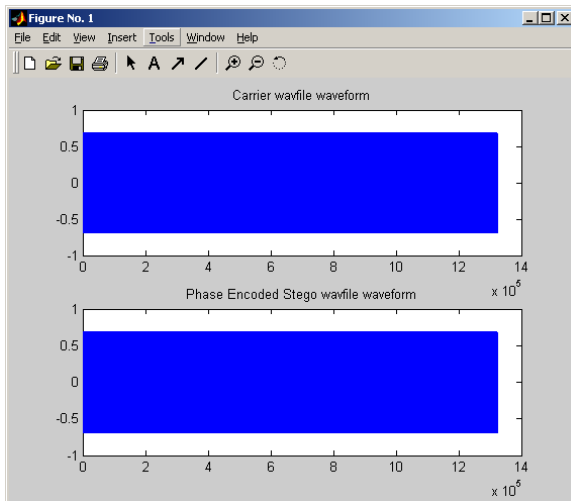 Figure No. 1
File Edit View Insert Tools Window Help
A
Carrier wavfile waveform
1
0.5
0
-0.5
-1
0 2 4 6 8 10 12 14
x 10^5
Phase Encoded Stego wavfile waveform
1
0.5
0
-0.5
-1
0 2 4 6 8 10 12 14
x 10^5